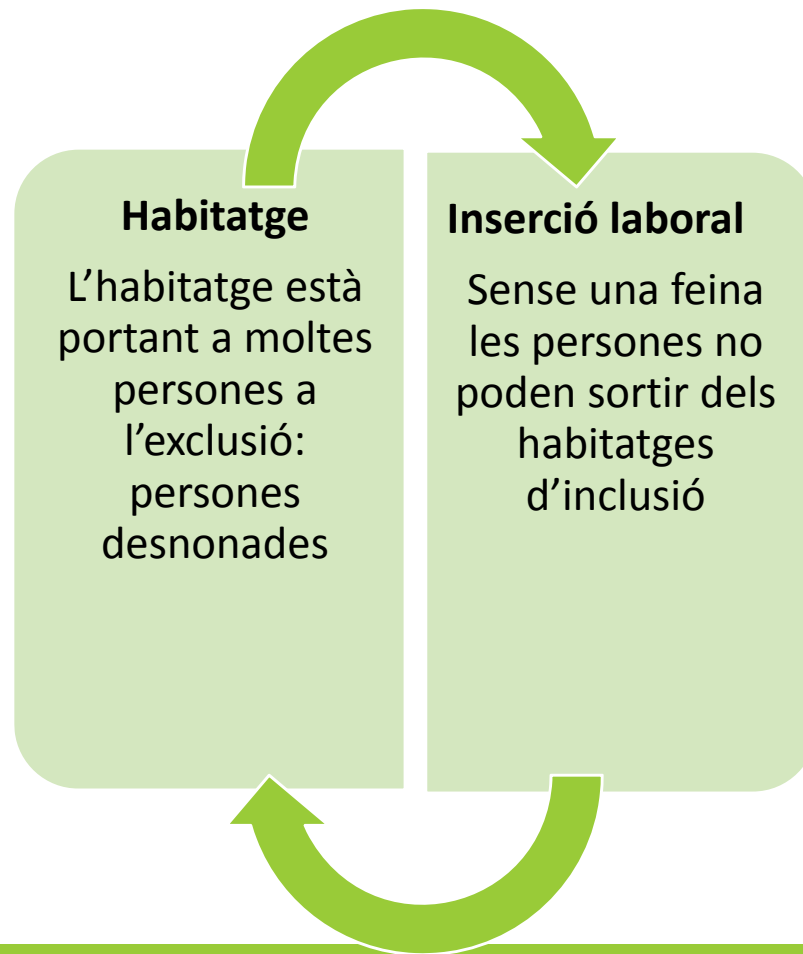 Habitatge
L’habitatge està
portant a moltes
persones a
l’exclusió:
persones
desnonades
Inserció laboral
Sense una feina
les persones no
poden sortir dels
habitatges
d’inclusió